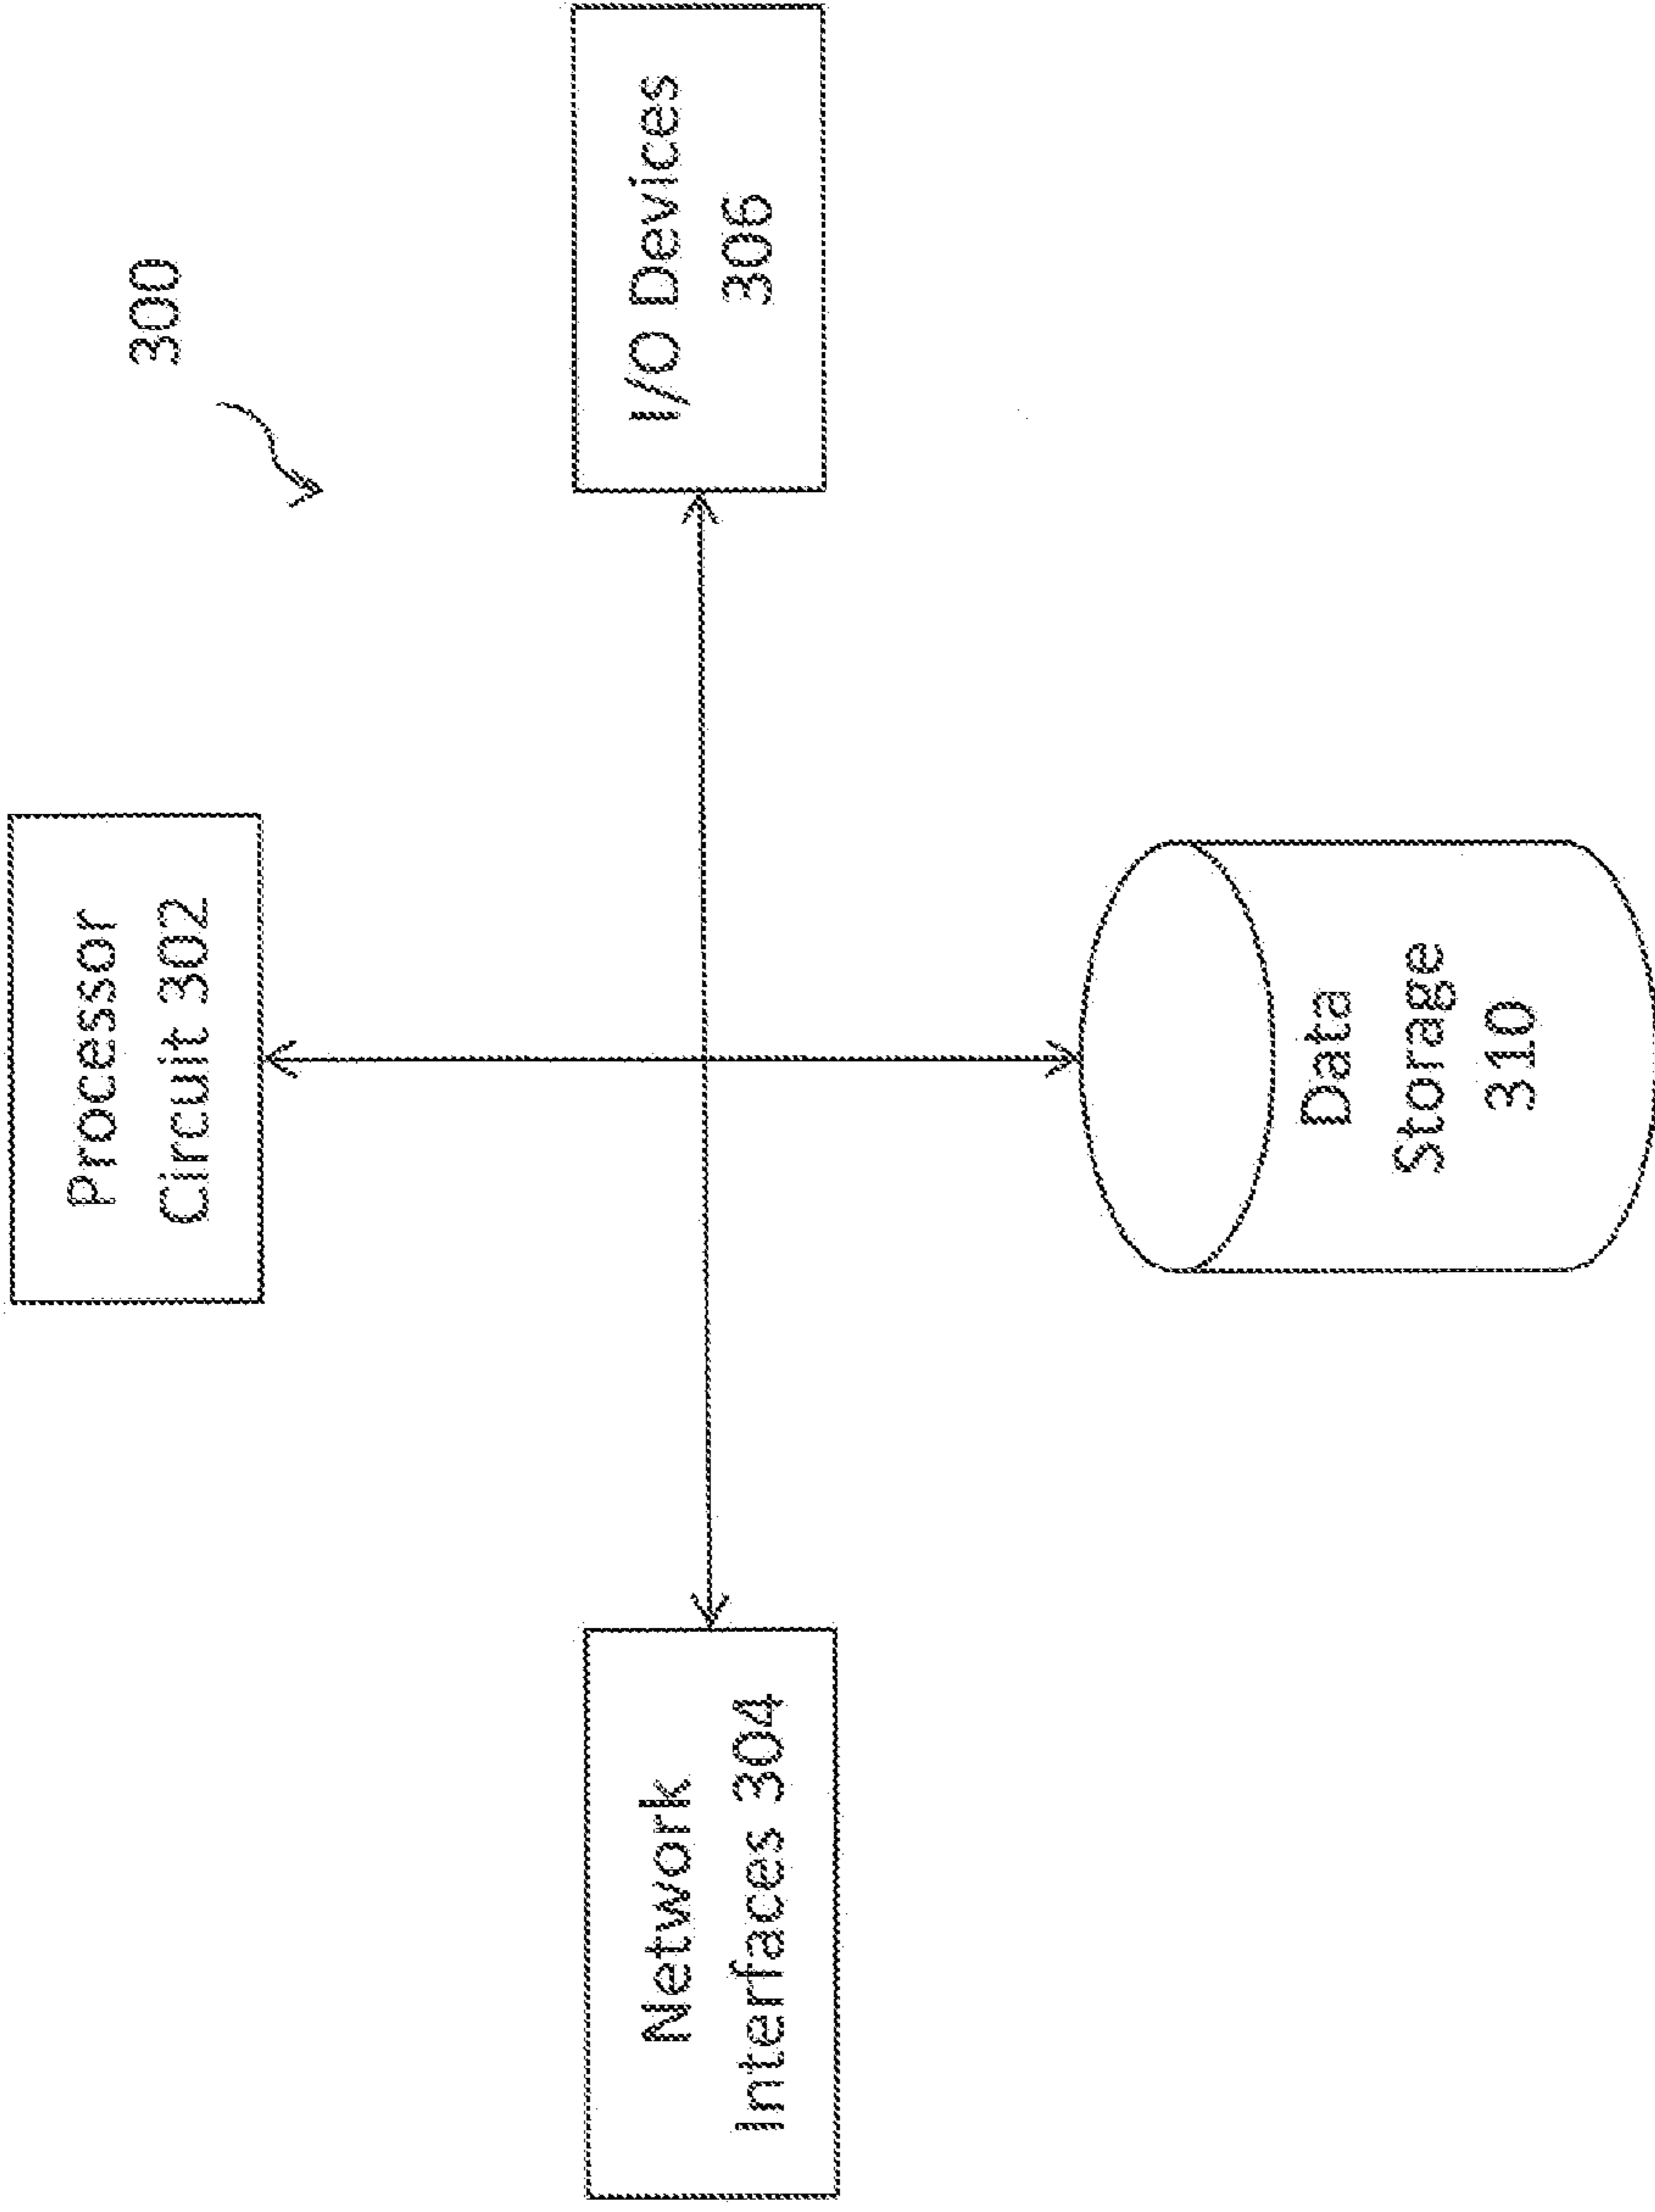 300
Processor
Circuit 302
Network
Interfaces 304
I/O Devices
306
Data
Storage
310